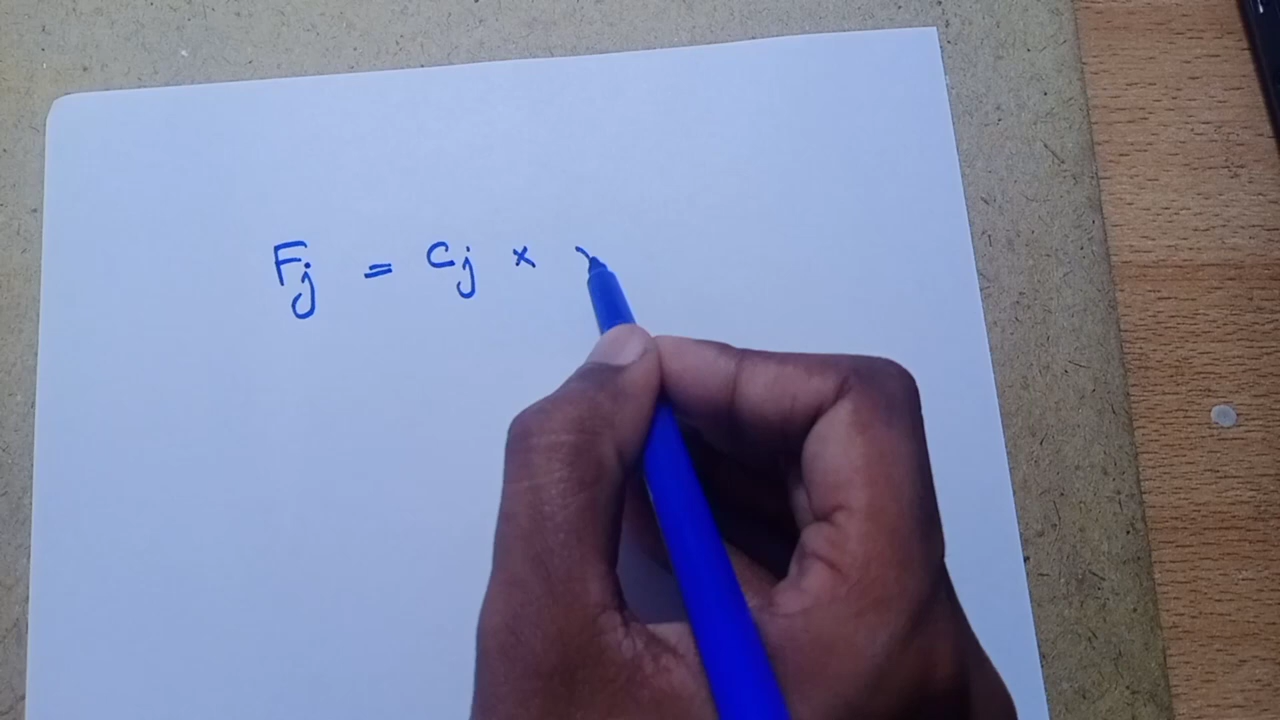 Fj = Cj ×